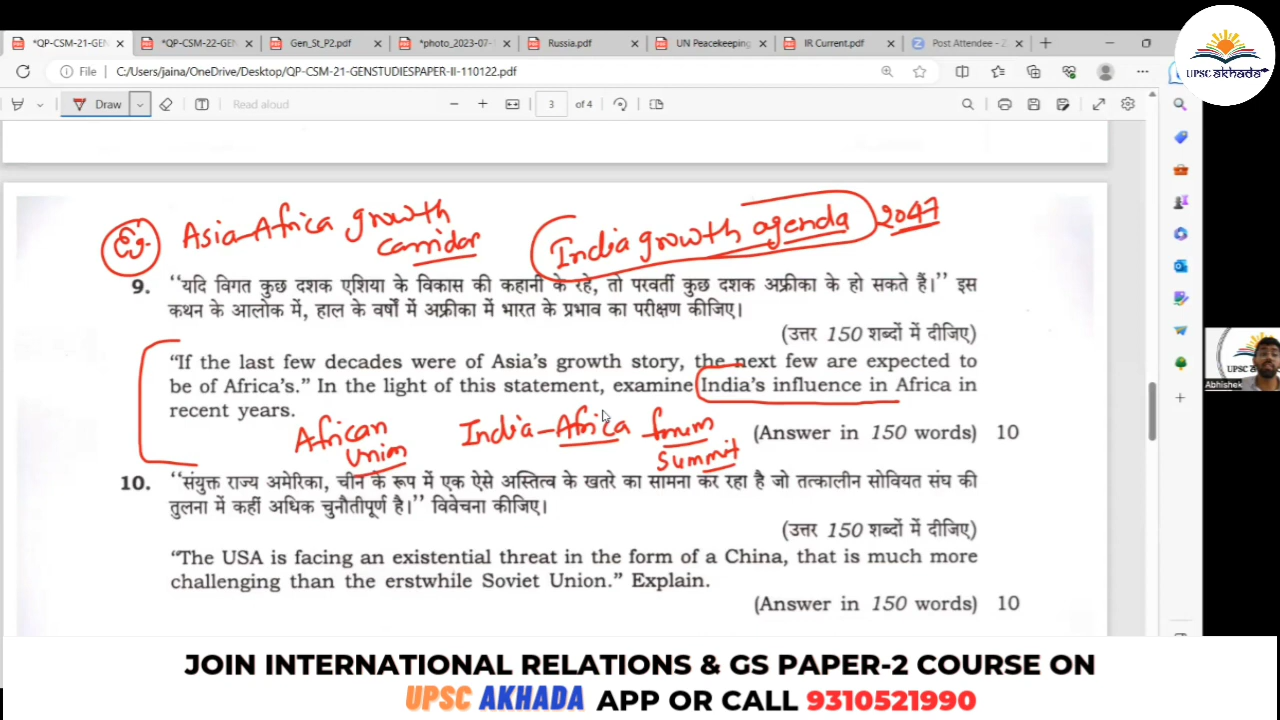 *QP-CSM-21-GEN
*QP-CSM-22-GEN
Gen_St_P2.pdf
*photo_2023-07-
Russia.pdf
UN Peacekeeping
IR Current.pdf
Post Attendee - Z
File
C:/Users/jaina/OneDrive/Desktop/QP-CSM-21-GENSTUDIESPAPER-II-110122.pdf
UPSC akhada
Draw
Read aloud
3 of 4
Eg. Asia-Africa growth
corridor
India growth agenda 2047
9. ‘‘यदि विगत कुछ दशक एशिया के विकास की कहानी के रहे, तो परवर्ती कुछ दशक अफ्रीका के हो सकते हैं।’’ इस
कथन के आलोक में, हाल के वर्षों में अफ्रीका में भारत के प्रभाव का परीक्षण कीजिए।
(उत्तर 150 शब्दों में दीजिए)
“If the last few decades were of Asia’s growth story, the next few are expected to
be of Africa’s.” In the light of this statement, examine India’s influence in Africa in
recent years.
(Answer in 150 words) 10
African
Union
India-Africa forum
Summit
10. ‘‘संयुक्त राज्य अमेरिका, चीन के रूप में एक ऐसे अस्तित्व के खतरे का सामना कर रहा है जो तत्कालीन सोवियत संघ की
तुलना में कहीं अधिक चुनौतीपूर्ण है।’’ विवेचना कीजिए।
(उत्तर 150 शब्दों में दीजिए)
“The USA is facing an existential threat in the form of a China, that is much more
challenging than the erstwhile Soviet Union.” Explain.
(Answer in 150 words) 10
Abhishek
JOIN INTERNATIONAL RELATIONS & GS PAPER-2 COURSE ON
UPSC AKHADA APP OR CALL 9310521990